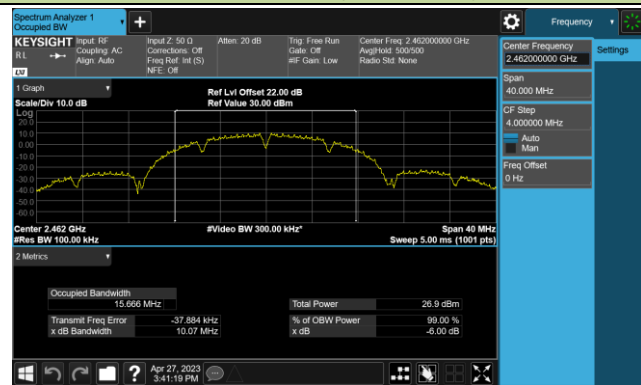 Spectrum Analyzer 1
Occupied BW
+
Frequency
KEYSIGHT
RL
LXI
Input: RF
Coupling: AC
Align: Auto
Input Z: 50 Ω
Corrections: Off
Freq Ref: Int (S)
NFE: Off
Atten: 20 dB
Trig: Free Run
Gate: Off
#IF Gain: Low
Center Freq: 2.462000000 GHz
Avg|Hold: 500/500
Radio Std: None
1 Graph
Scale/Div 10.0 dB
Ref Lvl Offset 22.00 dB
Ref Value 30.00 dBm
Log
20.0
10.0
0.00
-10.0
-20.0
-30.0
-40.0
-50.0
-60.0
Center 2.462 GHz
#Res BW 100.00 kHz
#Video BW 300.00 kHz*
Span 40 MHz
Sweep 5.00 ms (1001 pts)
2 Metrics
Occupied Bandwidth
15.666 MHz
Transmit Freq Error -37.884 kHz
x dB Bandwidth 10.07 MHz
Total Power 26.9 dBm
% of OBW Power 99.00 %
x dB -6.00 dB
Center Frequency
2.462000000 GHz
Span
40.000 MHz
CF Step
4.000000 MHz
Auto
Man
Freq Offset
0 Hz
Settings
?
Apr 27, 2023
3:41:19 PM